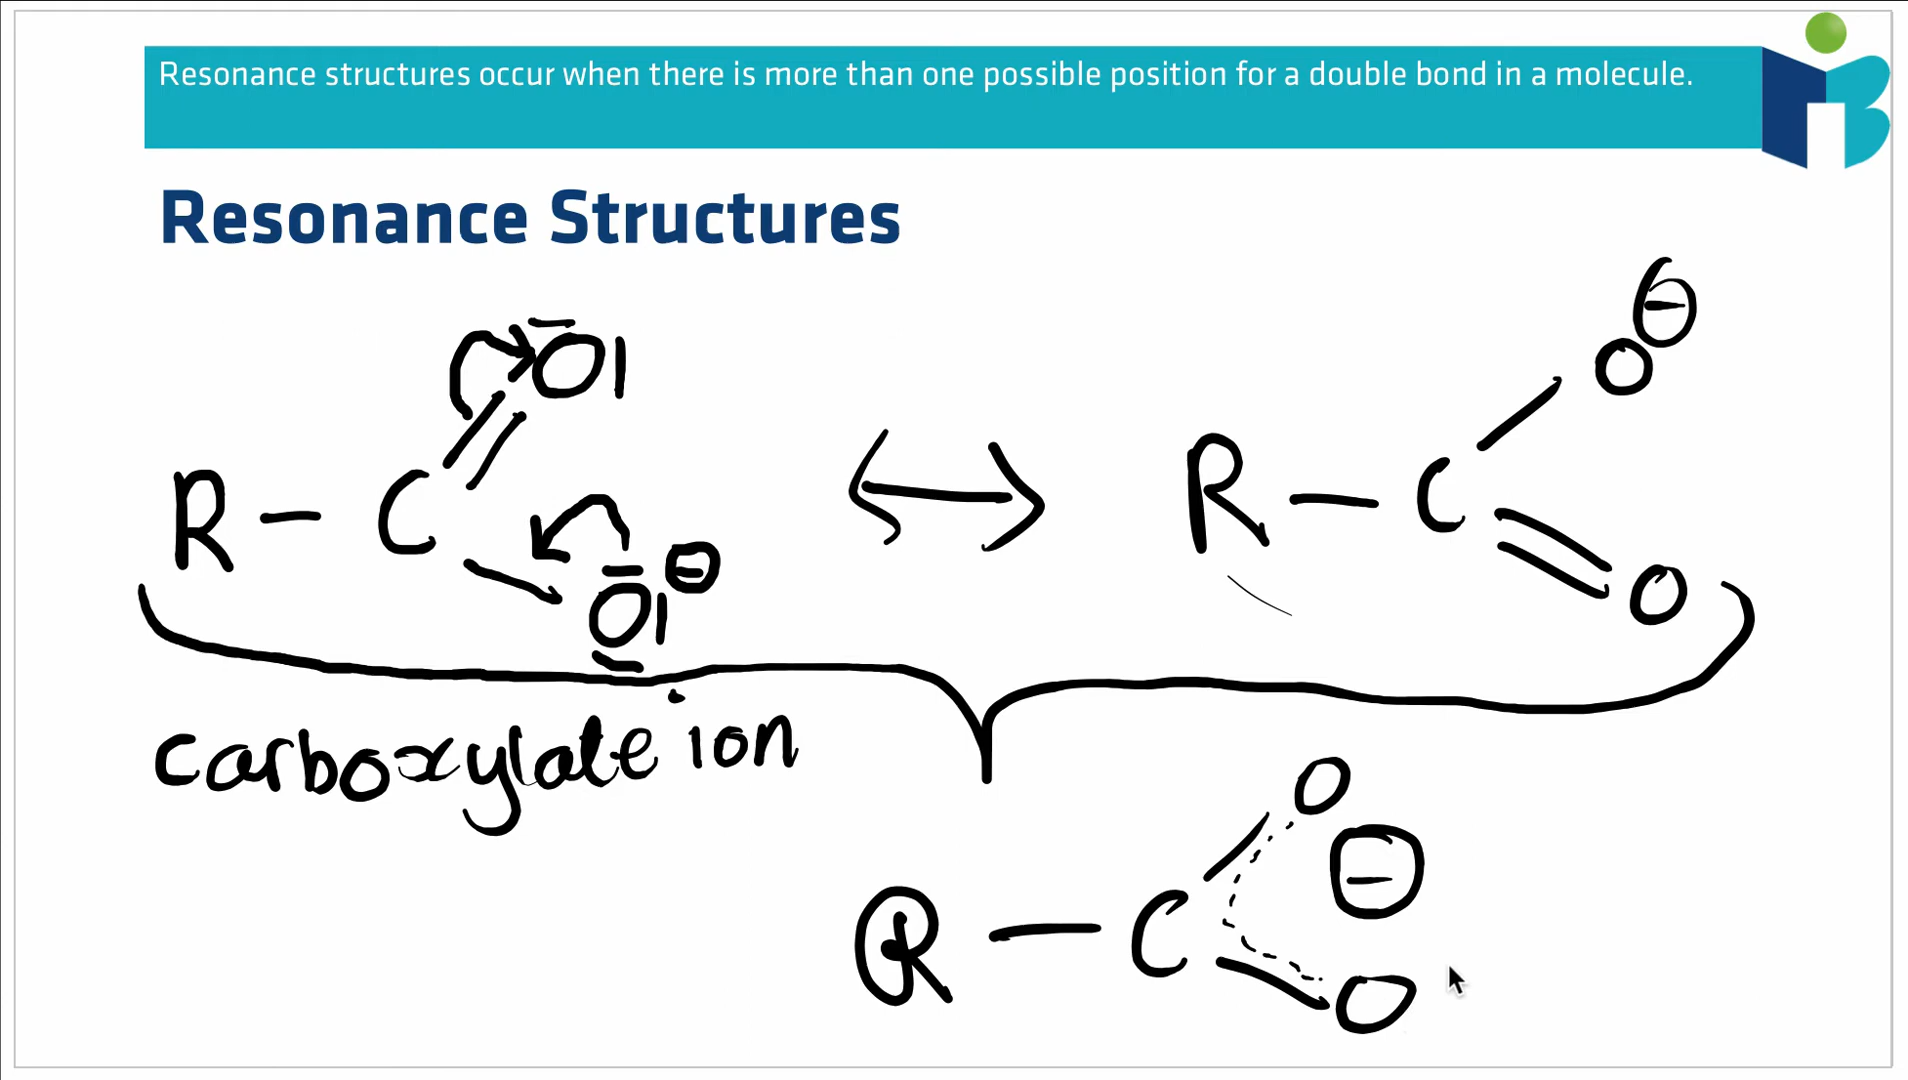 Resonance structures occur when there is more than one possible position for a double bond in a molecule.
Resonance Structures
R - C = O O ⊖ ↔ R - C - O ⊖ = O
carboxylate ion
R - C O O ⊖